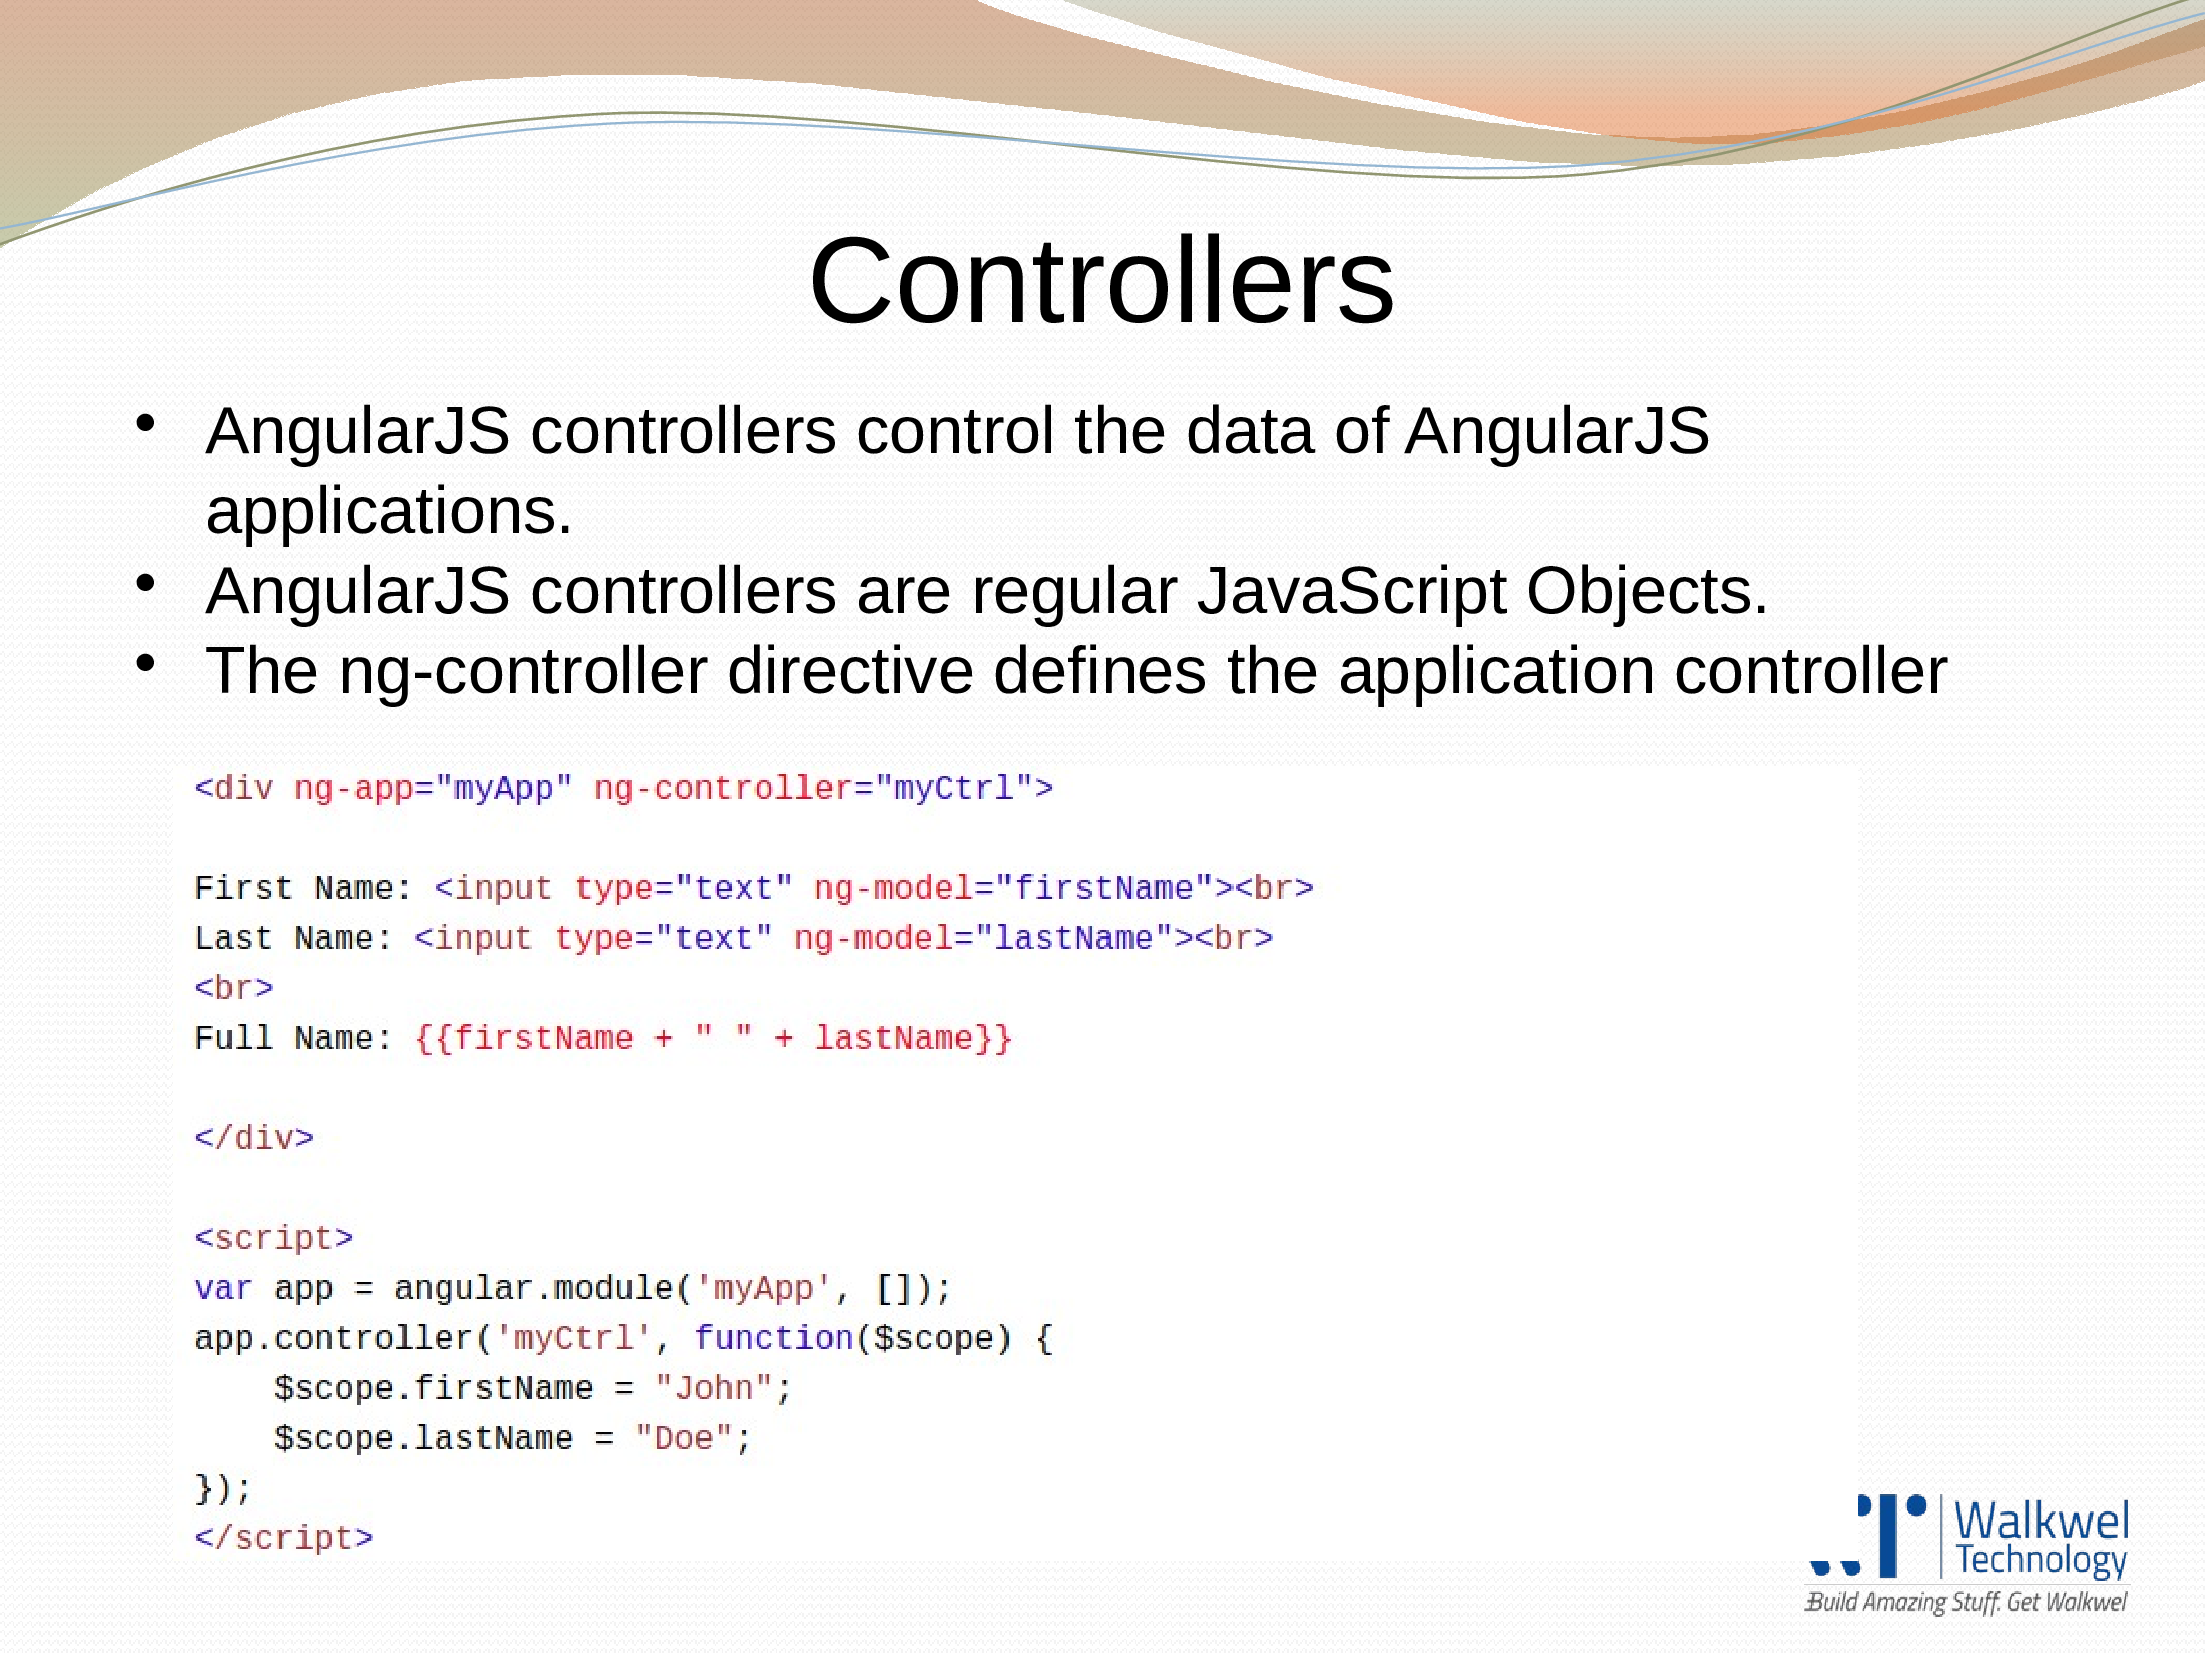 Controllers
• AngularJS controllers control the data of AngularJS
applications.
• AngularJS controllers are regular JavaScript Objects.
• The ng-controller directive defines the application controller
<div ng-app="myApp" ng-controller="myCtrl">
First Name: <input type="text" ng-model="firstName"><br>
Last Name: <input type="text" ng-model="lastName"><br>
<br>
Full Name: {{firstName + " " + lastName}}
</div>
<script>
var app = angular.module('myApp', []);
app.controller('myCtrl', function($scope) {
    $scope.firstName = "John";
    $scope.lastName = "Doe";
});
</script>
Walkwel
Technology
Build Amazing Stuff. Get Walkwel